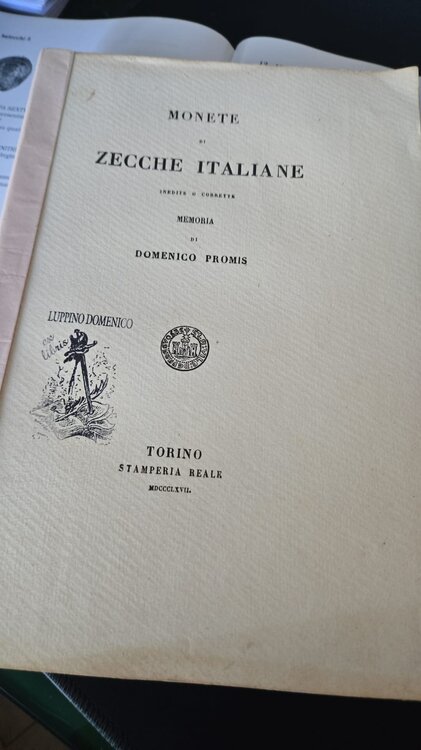 MONETE
DI
ZECCHE ITALIANE
INEDITE O CORRETTE
MEMORIA
DI
DOMENICO PROMIS
LUPPINO DOMENICO
ex
libris
TORINO
STAMPERIA REALE
MDCCCLXVII.